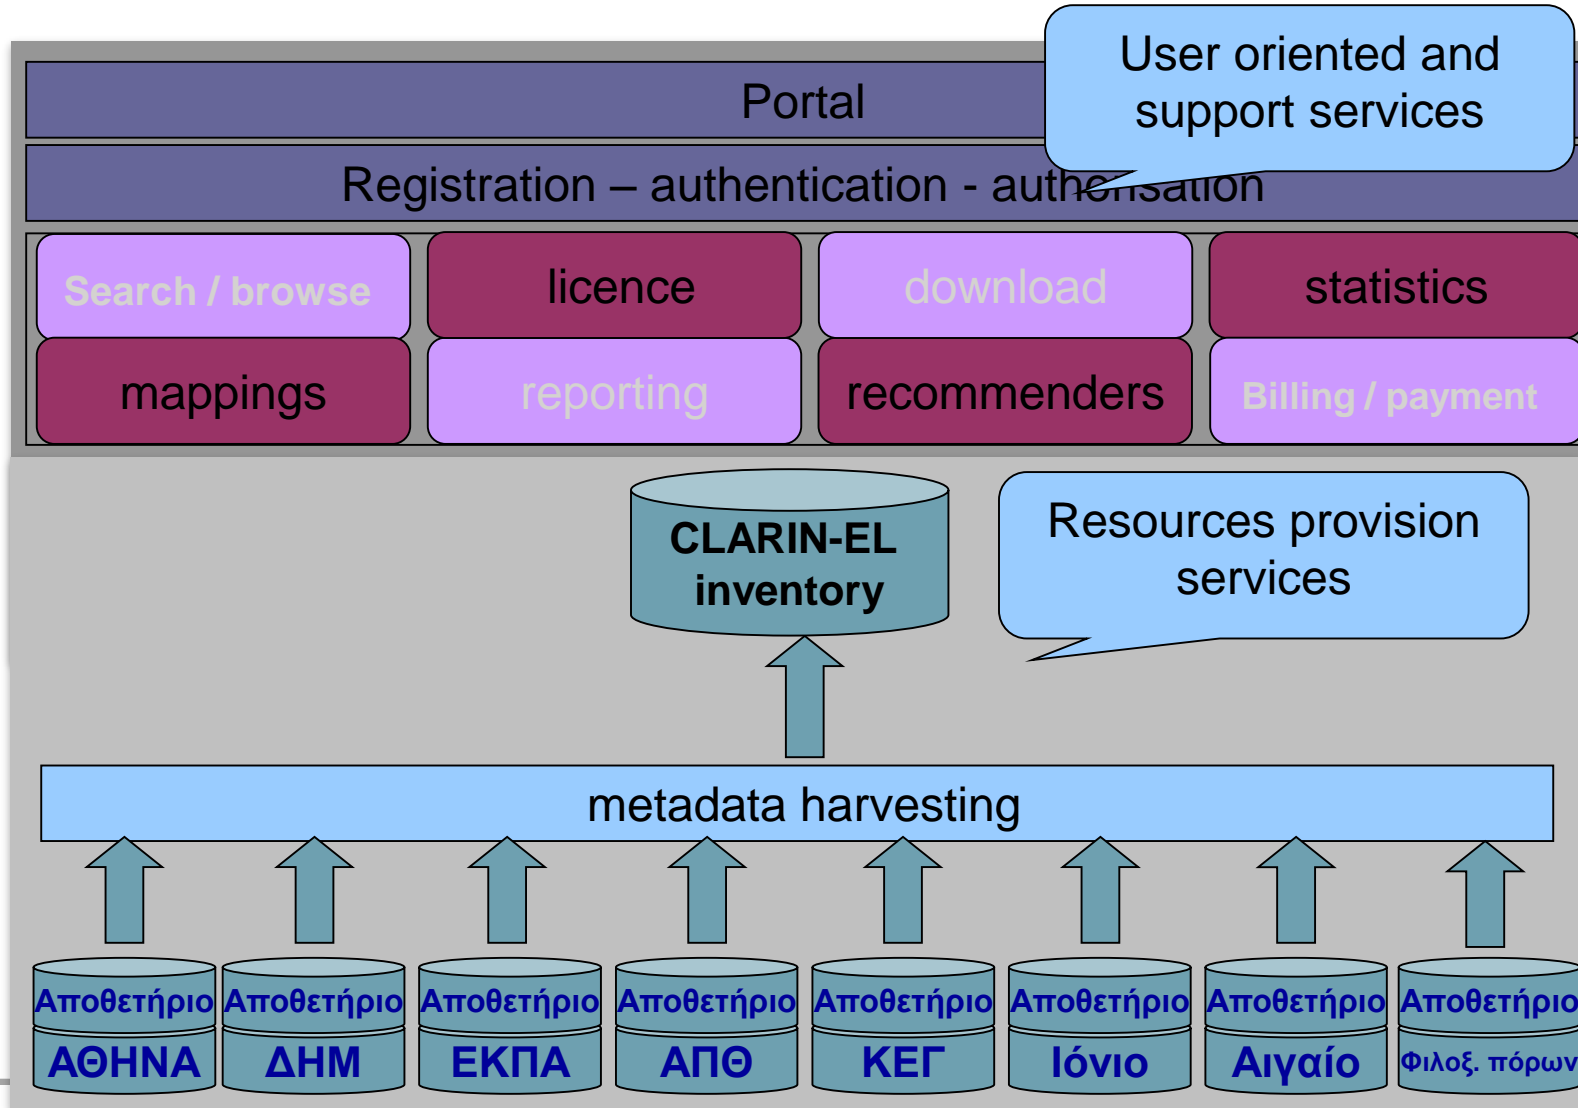 User oriented and
support services
Portal
Registration – authentication - authorisation
Search / browse
licence
download
statistics
mappings
reporting
recommenders
Billing / payment
CLARIN-EL
inventory
Resources provision
services
metadata harvesting
Αποθετήριο
ΑΘΗΝΑ
Αποθετήριο
ΔΗΜ
Αποθετήριο
ΕΚΠΑ
Αποθετήριο
ΑΠΘ
Αποθετήριο
ΚΕΓ
Αποθετήριο
Ιόνιο
Αποθετήριο
Αιγαίο
Αποθετήριο
Φιλοξ. πόρων